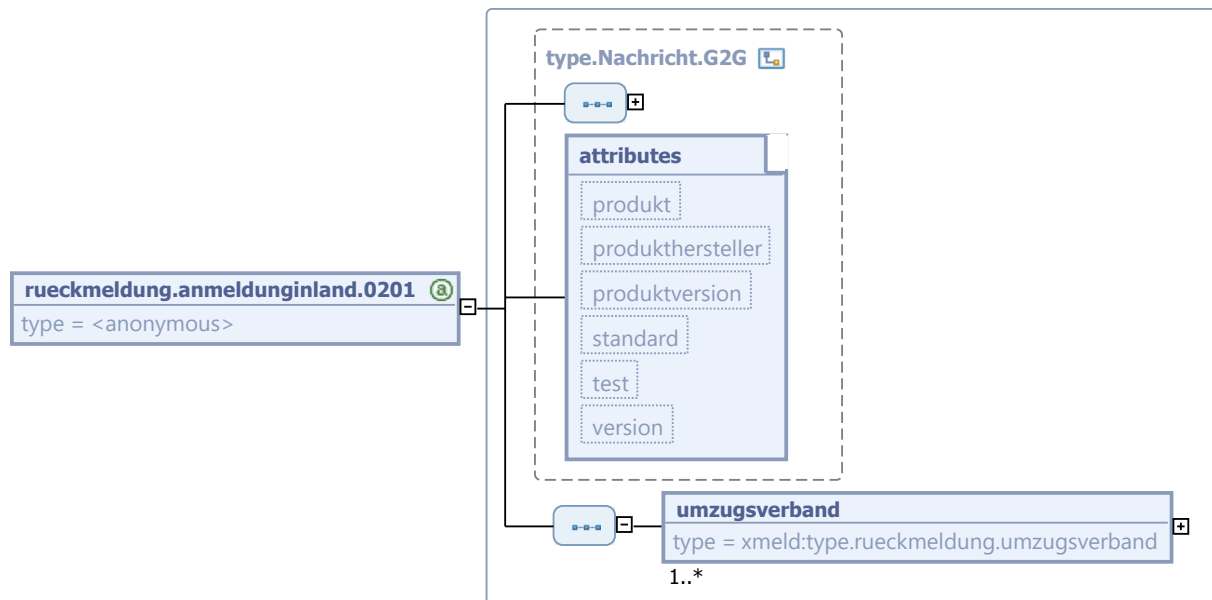 type.Nachricht.G2G
attributes
produkt
produkthersteller
produktversion
standard
test
version
rueckmeldung.anmeldunginland.0201 a
type = <anonymous>
umzugsverband
type = xmeld:type.rueckmeldung.umzugsverband
1..*